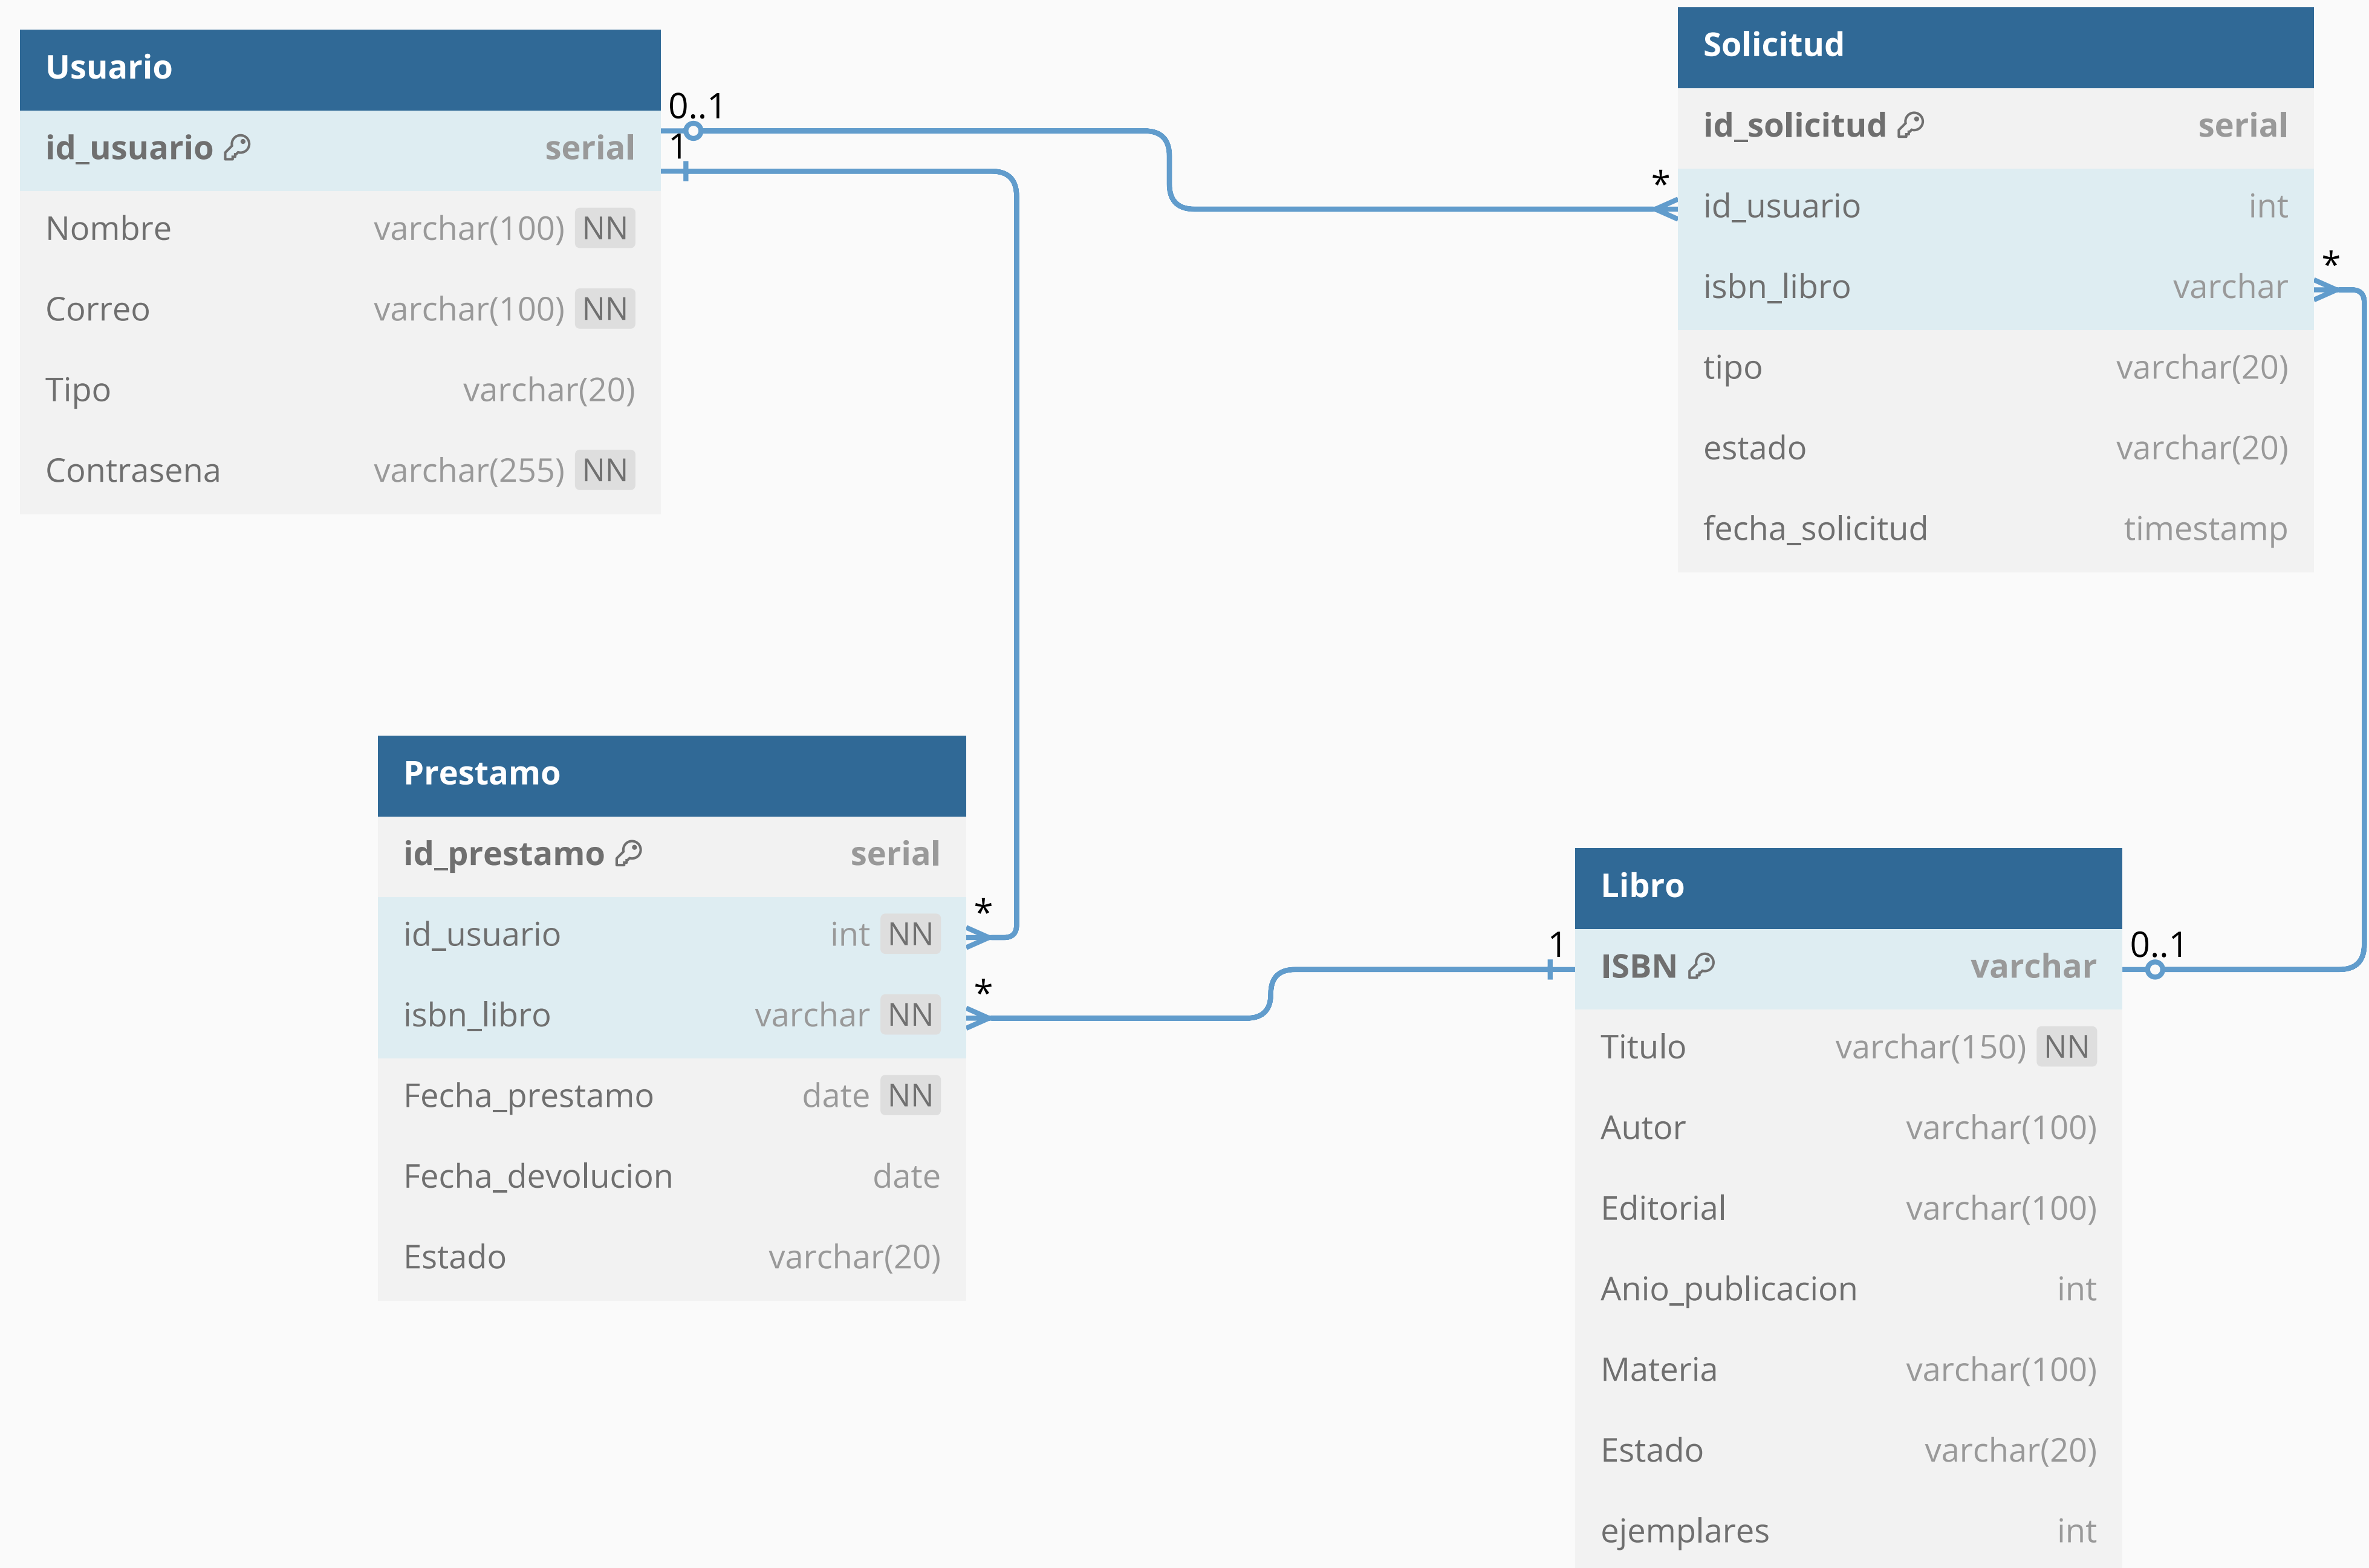 Usuario
id_usuario serial
Nombre varchar(100) NN
Correo varchar(100) NN
Tipo varchar(20)
Contrasena varchar(255) NN
0..1
1
*
Solicitud
id_solicitud serial
id_usuario int
isbn_libro varchar
tipo varchar(20)
estado varchar(20)
fecha_solicitud timestamp
*
Prestamo
id_prestamo serial
id_usuario int NN
isbn_libro varchar NN
Fecha_prestamo date NN
Fecha_devolucion date
Estado varchar(20)
*
*
1
Libro
ISBN varchar
Titulo varchar(150) NN
Autor varchar(100)
Editorial varchar(100)
Anio_publicacion int
Materia varchar(100)
Estado varchar(20)
ejemplares int
0..1